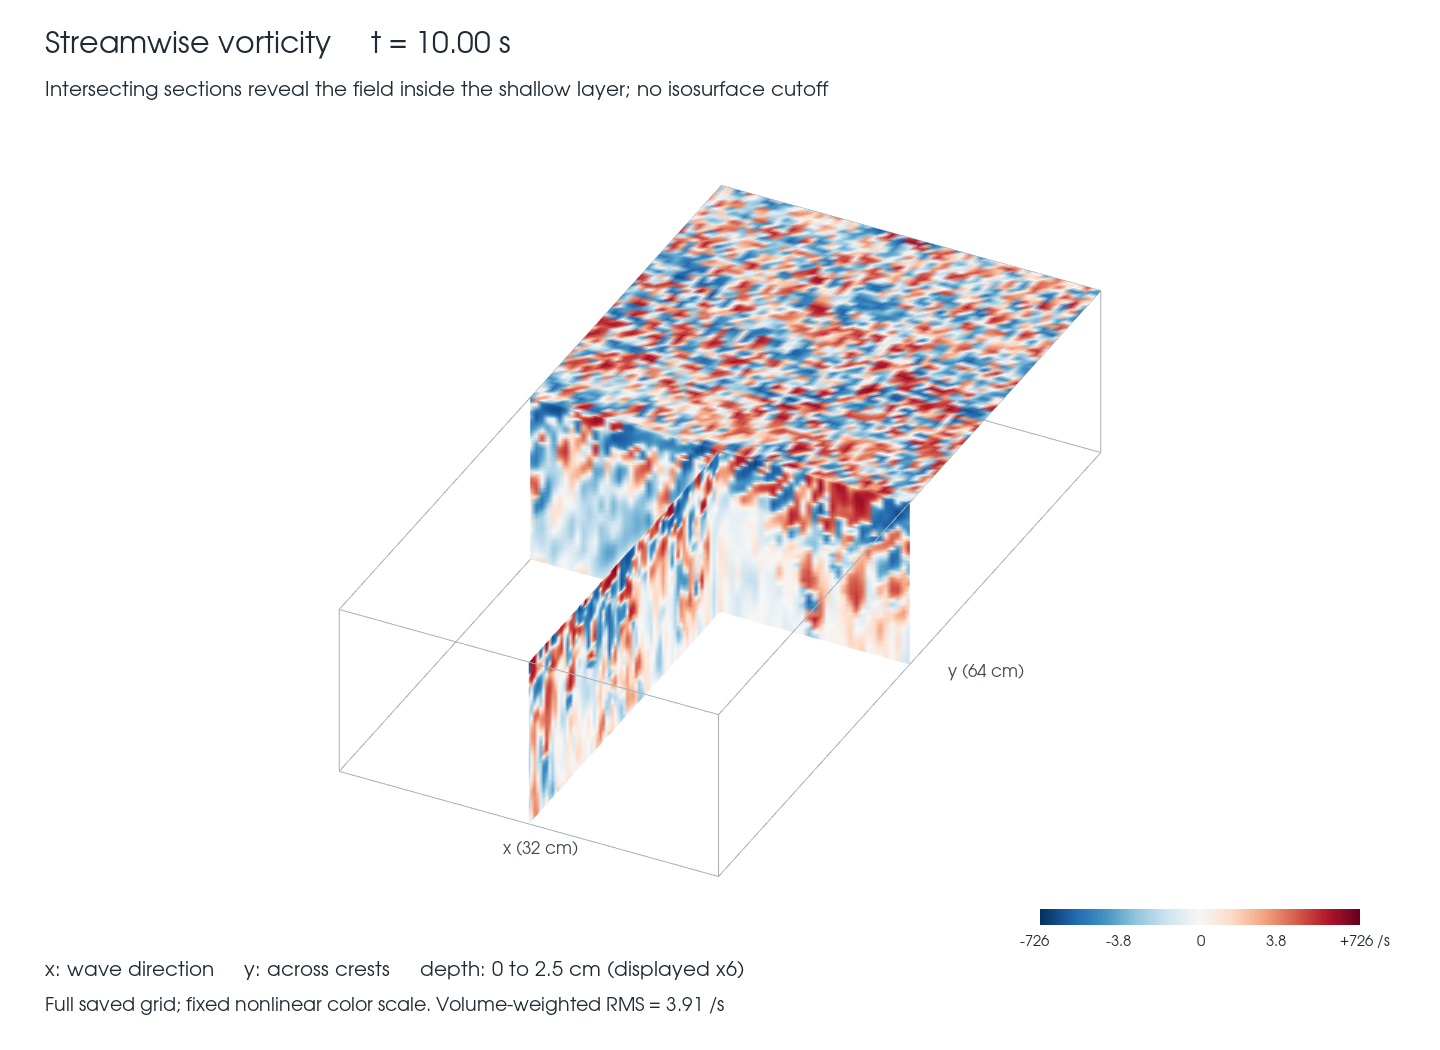 Streamwise vorticity t = 10.00 s
Intersecting sections reveal the field inside the shallow layer; no isosurface cutoff
y (64 cm)
x (32 cm)
-726 -3.8 0 3.8 +726 /s
x: wave direction y: across crests depth: 0 to 2.5 cm (displayed x6)
Full saved grid; fixed nonlinear color scale. Volume-weighted RMS = 3.91 /s